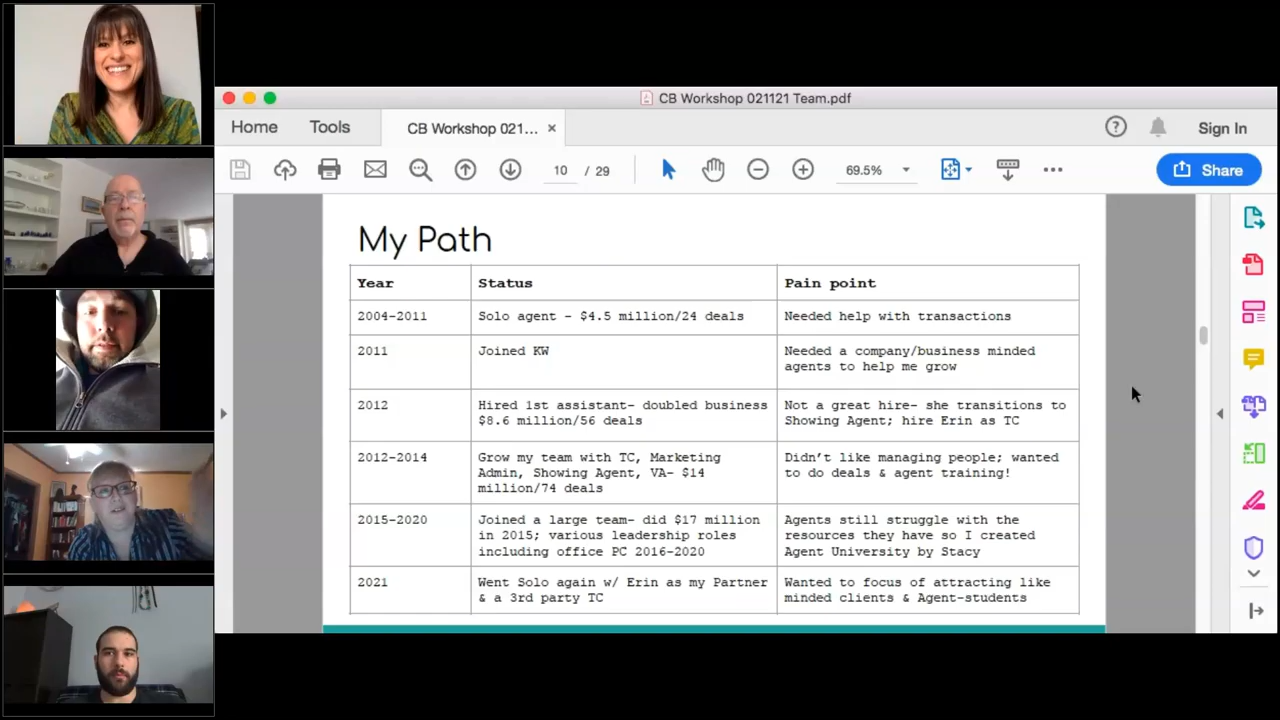 CB Workshop 021121 Team.pdf
Home
Tools
CB Workshop 021...
Sign In
10 / 29
69.5%
Share
My Path
Year
Status
Pain point
2004-2011
Solo agent - $4.5 million/24 deals
Needed help with transactions
2011
Joined KW
Needed a company/business minded
agents to help me grow
2012
Hired 1st assistant- doubled business
$8.6 million/56 deals
Not a great hire- she transitions to
Showing Agent; hire Erin as TC
2012-2014
Grow my team with TC, Marketing
Admin, Showing Agent, VA- $14
million/74 deals
Didn't like managing people; wanted
to do deals & agent training!
2015-2020
Joined a large team- did $17 million
in 2015; various leadership roles
including office PC 2016-2020
Agents still struggle with the
resources they have so I created
Agent University by Stacy
2021
Went Solo again w/ Erin as my Partner
& a 3rd party TC
Wanted to focus of attracting like
minded clients & Agent-students